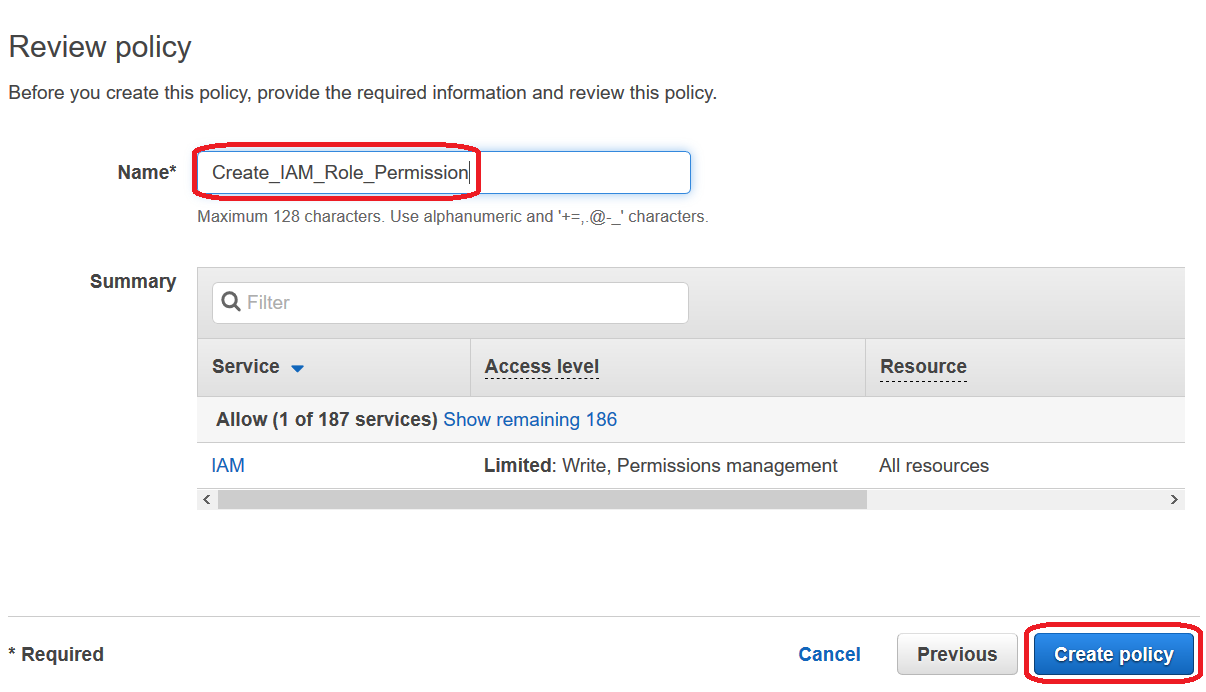 Review policy
Before you create this policy, provide the required information and review this policy.
Name* Create_IAM_Role_Permission
Maximum 128 characters. Use alphanumeric and '+=,.@-_' characters.
Summary
Filter
Service Access level Resource
Allow (1 of 187 services) Show remaining 186
IAM Limited: Write, Permissions management All resources
* Required Cancel Previous Create policy